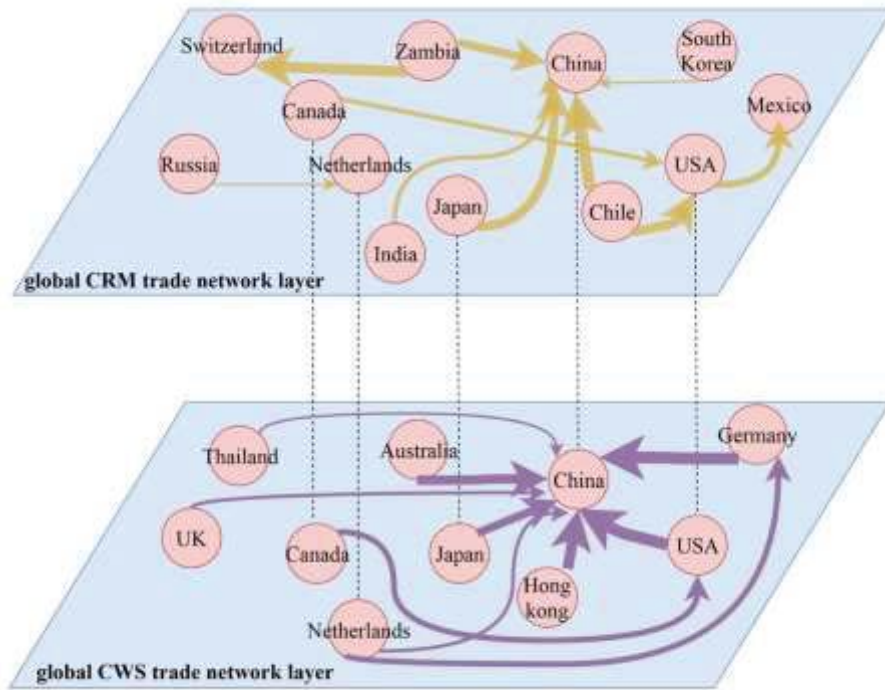 Switzerland
Zambia
China
South
Korea
Canada
Mexico
Russia
Netherlands
USA
Japan
Chile
India
global CRM trade network layer
Thailand
Australia
Germany
China
UK
Canada
Japan
USA
Hong
kong
Netherlands
global CWS trade network layer